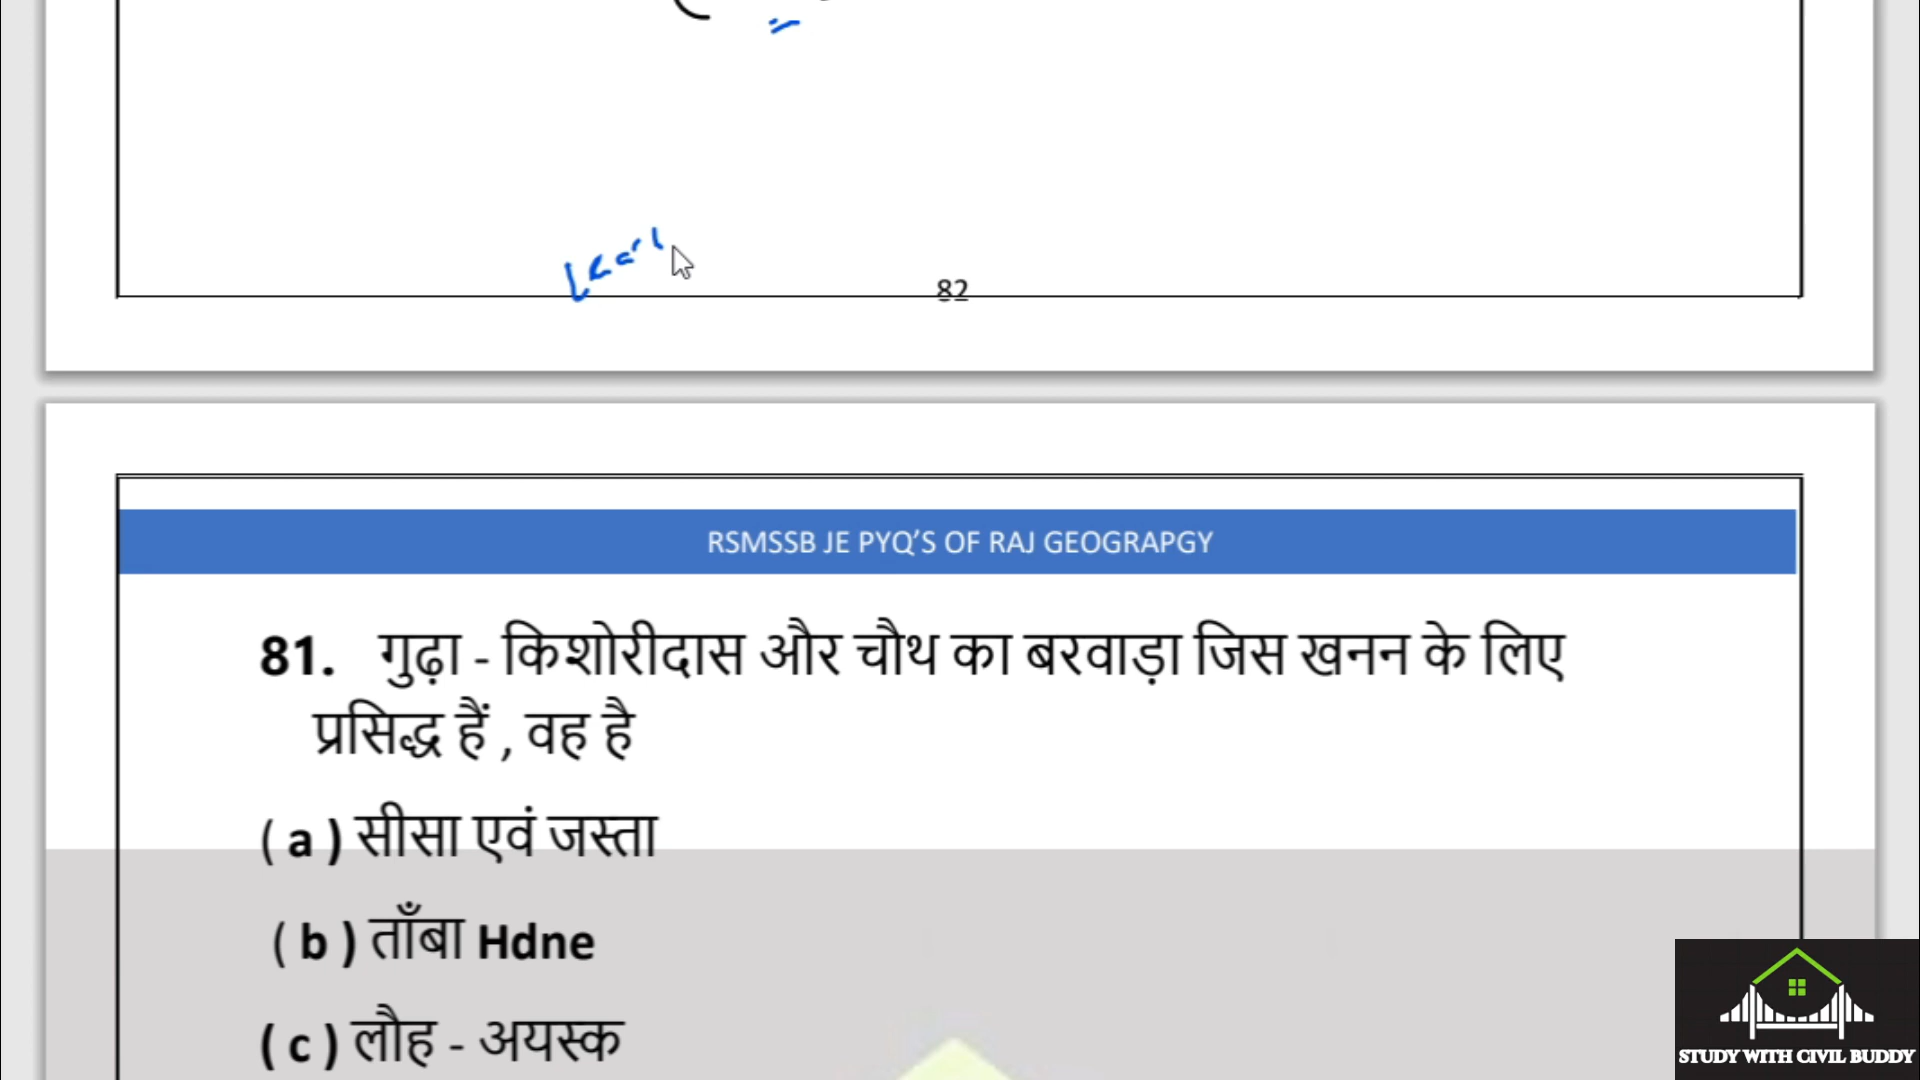 82
RSMSSB JE PYQ’S OF RAJ GEOGRAPGY
81. गुढ़ा - किशोरीदास और चौथ का बरवाड़ा जिस खनन के लिए
प्रसिद्ध हैं , वह है
( a ) सीसा एवं जस्ता
( b ) ताँबा Hdne
( c ) लौह - अयस्क
STUDY WITH CIVIL BUDDY